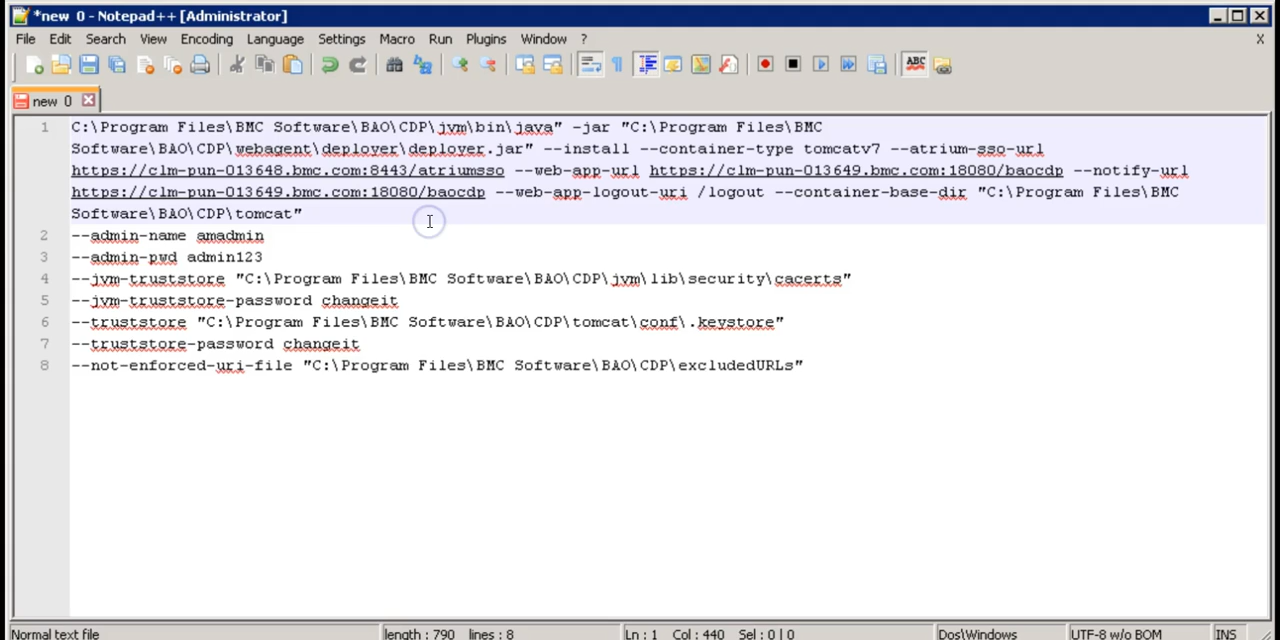 *new 0 - Notepad++ [Administrator]
File Edit Search View Encoding Language Settings Macro Run Plugins Window ? X
new 0
1 C:\Program Files\BMC Software\BAO\CDP\jvm\bin\java" -jar "C:\Program Files\BMC
Software\BAO\CDP\webagent\deployer\deployer.jar" --install --container-type tomcatv7 --atrium-sso-url
https://clm-pun-013648.bmc.com:8443/atriumsso --web-app-url https://clm-pun-013649.bmc.com:18080/baocdp --notify-url
https://clm-pun-013649.bmc.com:18080/baocdp --web-app-logout-uri /logout --container-base-dir "C:\Program Files\BMC
Software\BAO\CDP\tomcat"
2 --admin-name amadmin
3 --admin-pwd admin123
4 --jvm-truststore "C:\Program Files\BMC Software\BAO\CDP\jvm\lib\security\cacerts"
5 --jvm-truststore-password changeit
6 --truststore "C:\Program Files\BMC Software\BAO\CDP\tomcat\conf\.keystore"
7 --truststore-password changeit
8 --not-enforced-uri-file "C:\Program Files\BMC Software\BAO\CDP\excludedURLs"
Normal text file length : 790 lines : 8 Ln : 1 Col : 440 Sel : 0 | 0 Dos\Windows UTF-8 w/o BOM INS